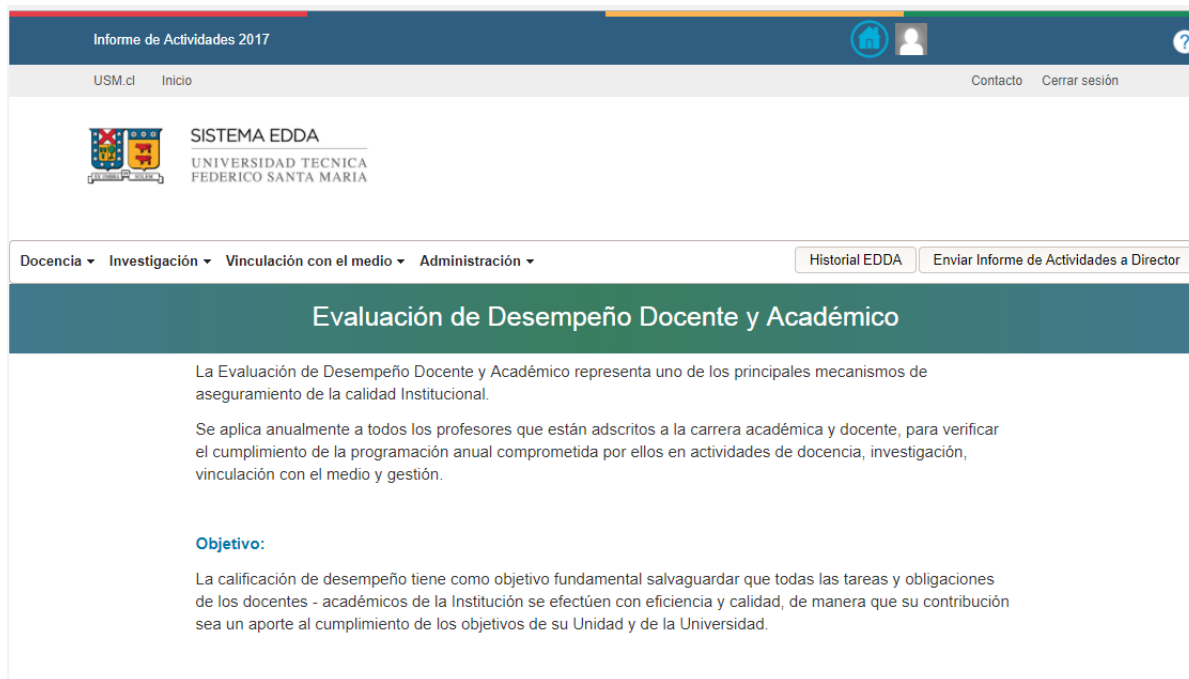 Informe de Actividades 2017
?
USM.cl Inicio Contacto Cerrar sesión
SISTEMA EDDA
UNIVERSIDAD TECNICA
FEDERICO SANTA MARIA
Docencia Investigación Vinculación con el medio Administración Historial EDDA Enviar Informe de Actividades a Director
Evaluación de Desempeño Docente y Académico
La Evaluación de Desempeño Docente y Académico representa uno de los principales mecanismos de
aseguramiento de la calidad Institucional.
Se aplica anualmente a todos los profesores que están adscritos a la carrera académica y docente, para verificar
el cumplimiento de la programación anual comprometida por ellos en actividades de docencia, investigación,
vinculación con el medio y gestión.
Objetivo:
La calificación de desempeño tiene como objetivo fundamental salvaguardar que todas las tareas y obligaciones
de los docentes - académicos de la Institución se efectúen con eficiencia y calidad, de manera que su contribución
sea un aporte al cumplimiento de los objetivos de su Unidad y de la Universidad.